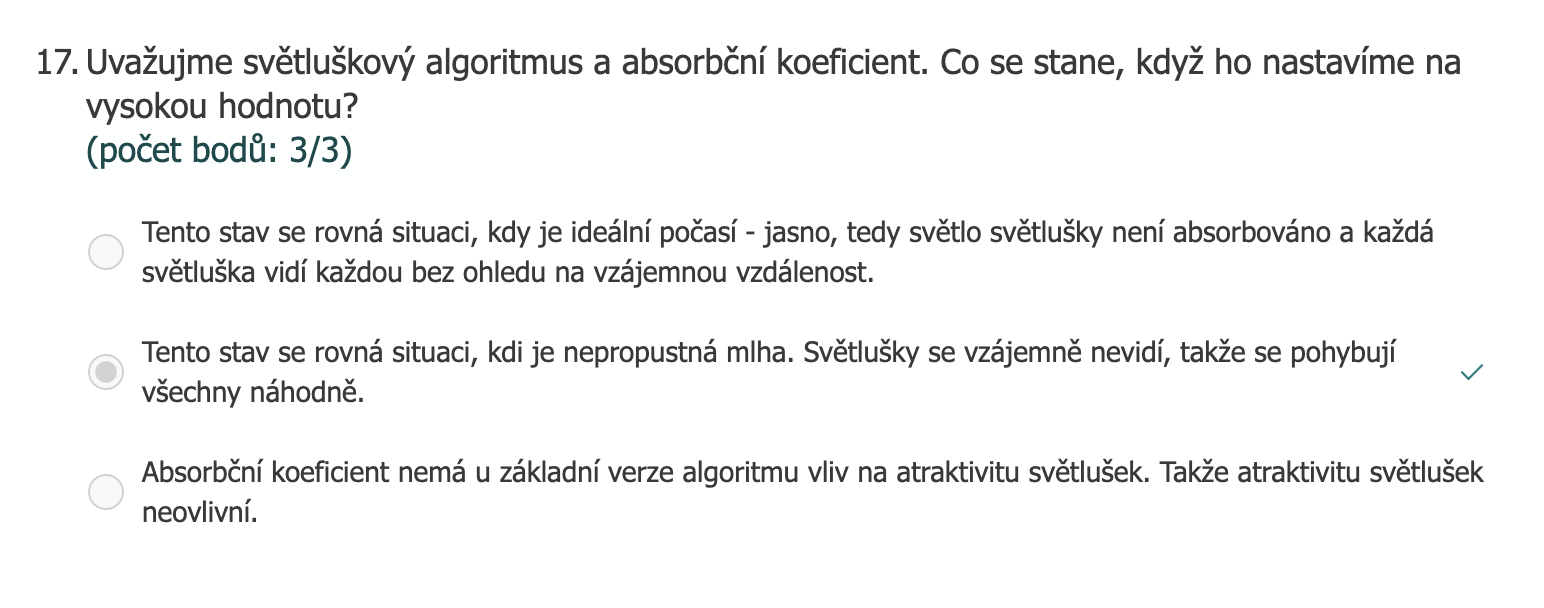 17. Uvažujme světluškový algoritmus a absorbční koeficient. Co se stane, když ho nastavíme na
vysokou hodnotu?
(počet bodů: 3/3)
Tento stav se rovná situaci, kdy je ideální počasí - jasno, tedy světlo světlušky není absorbováno a každá
světluška vidí každou bez ohledu na vzájemnou vzdálenost.
Tento stav se rovná situaci, kdi je nepropustná mlha. Světlušky se vzájemně nevidí, takže se pohybují
všechny náhodně.
Absorbční koeficient nemá u základní verze algoritmu vliv na atraktivitu světlušek. Takže atraktivitu světlušek
neovlivní.